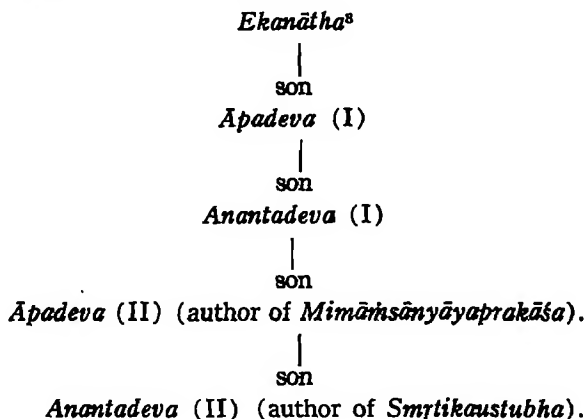 Ekanātha³
son
Āpadeva (I)
son
Anantadeva (I)
son
Āpadeva (II) (author of Mimāṁsānyāyaprakāśa).
son
Anantadeva (II) (author of Smṛtikaustubha).